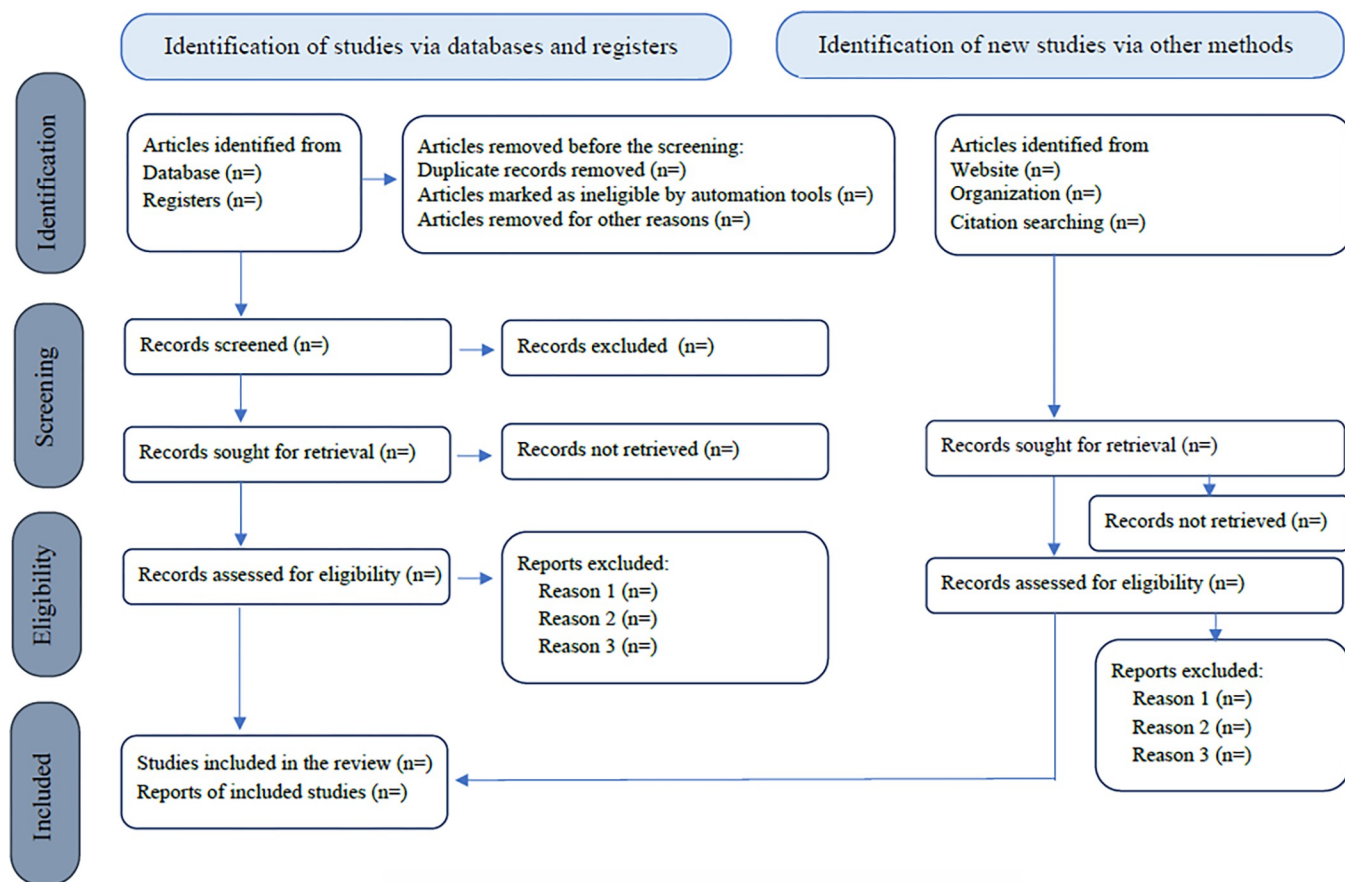 Identification of studies via databases and registers
Identification of new studies via other methods
Identification
Articles identified from
Database (n=)
Registers (n=)
Articles removed before the screening:
Duplicate records removed (n=)
Articles marked as ineligible by automation tools (n=)
Articles removed for other reasons (n=)
Articles identified from
Website (n=)
Organization (n=)
Citation searching (n=)
Screening
Records screened (n=)
Records excluded (n=)
Records sought for retrieval (n=)
Records not retrieved (n=)
Records sought for retrieval (n=)
Records not retrieved (n=)
Eligibility
Records assessed for eligibility (n=)
Reports excluded:
Reason 1 (n=)
Reason 2 (n=)
Reason 3 (n=)
Records assessed for eligibility (n=)
Reports excluded:
Reason 1 (n=)
Reason 2 (n=)
Reason 3 (n=)
Included
Studies included in the review (n=)
Reports of included studies (n=)